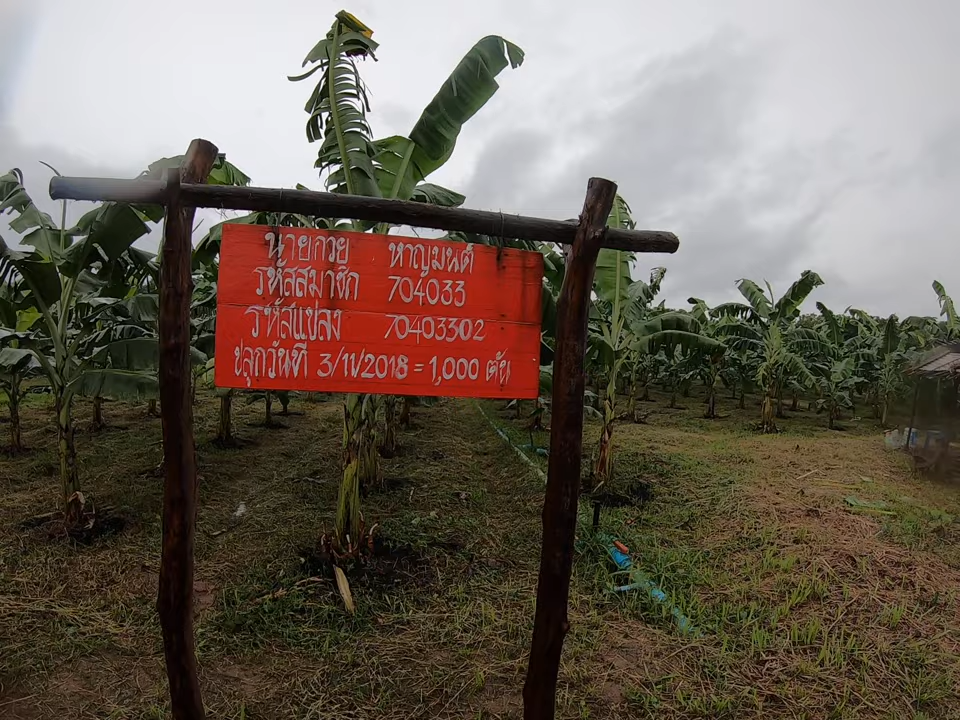 นายกวย หาญมนต์
รหัสสมาชิก 704033
รหัสแปลง 70403302
ปลูกวันที่ 3/11/2018 = 1,000 ต้น